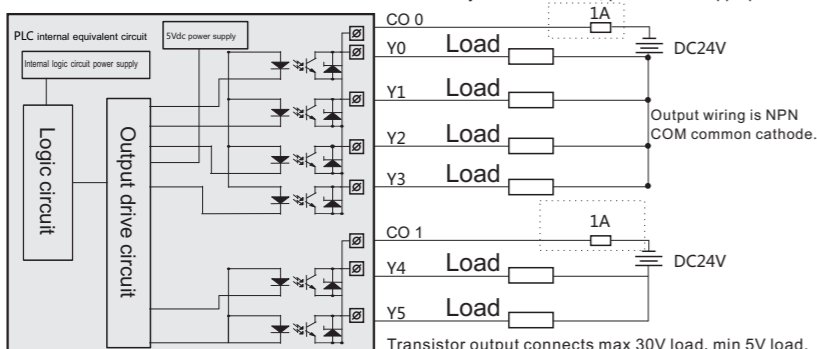 CO 0
1A
PLC internal equivalent circuit
5Vdc power supply
Y0
Load
DC24V
Internal logic circuit power supply
Y1
Load
Output wiring is NPN
COM common cathode.
Logic circuit
Output drive circuit
Y2
Load
Y3
Load
CO 1
1A
Y4
Load
DC24V
Y5
Load
Transistor output connects max 30V load, min 5V load.